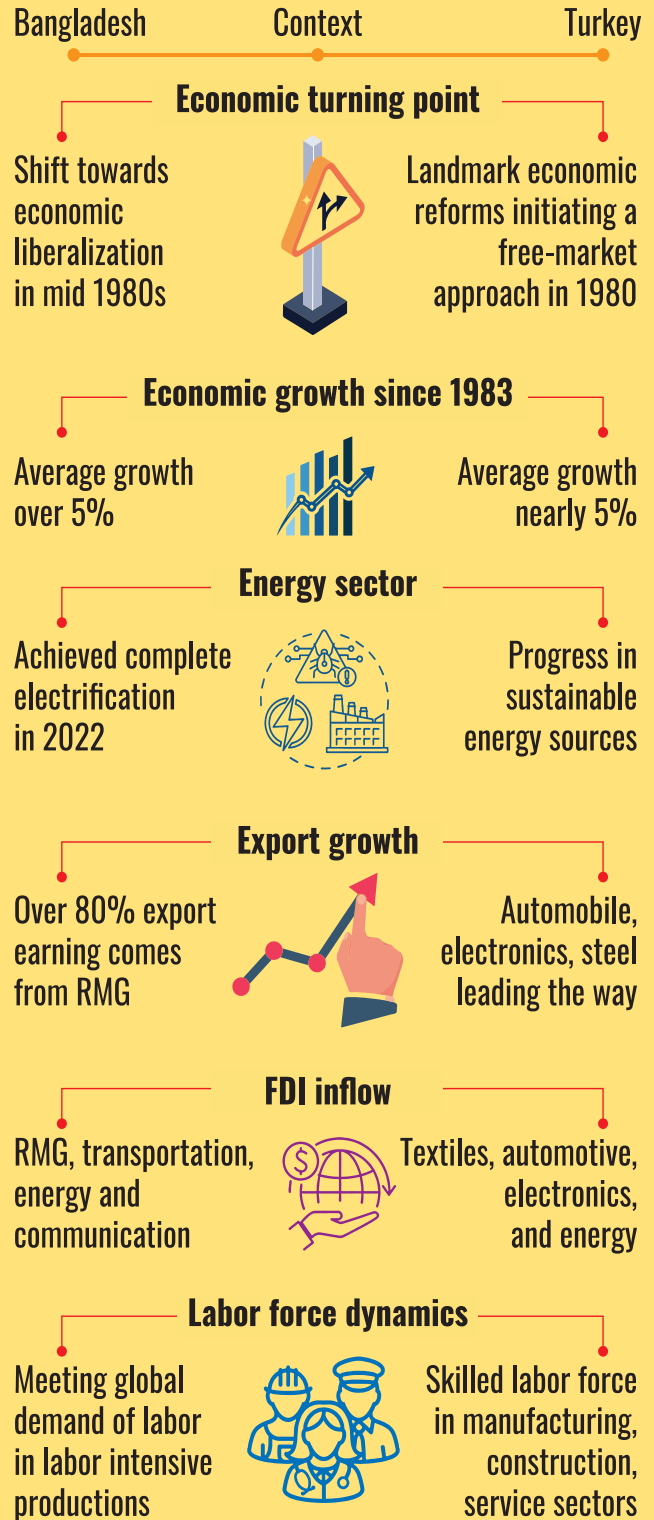 Bangladesh Context Turkey
Economic turning point
Shift towards
economic
liberalization
in mid 1980s
Landmark economic
reforms initiating a
free-market
approach in 1980
Economic growth since 1983
Average growth
over 5%
Average growth
nearly 5%
Energy sector
Achieved complete
electrification
in 2022
Progress in
sustainable
energy sources
Export growth
Over 80% export
earning comes
from RMG
Automobile,
electronics, steel
leading the way
FDI inflow
RMG, transportation,
energy and
communication
$
Textiles, automotive,
electronics,
and energy
Labor force dynamics
Meeting global
demand of labor
in labor intensive
productions
Skilled labor force
in manufacturing,
construction,
service sectors